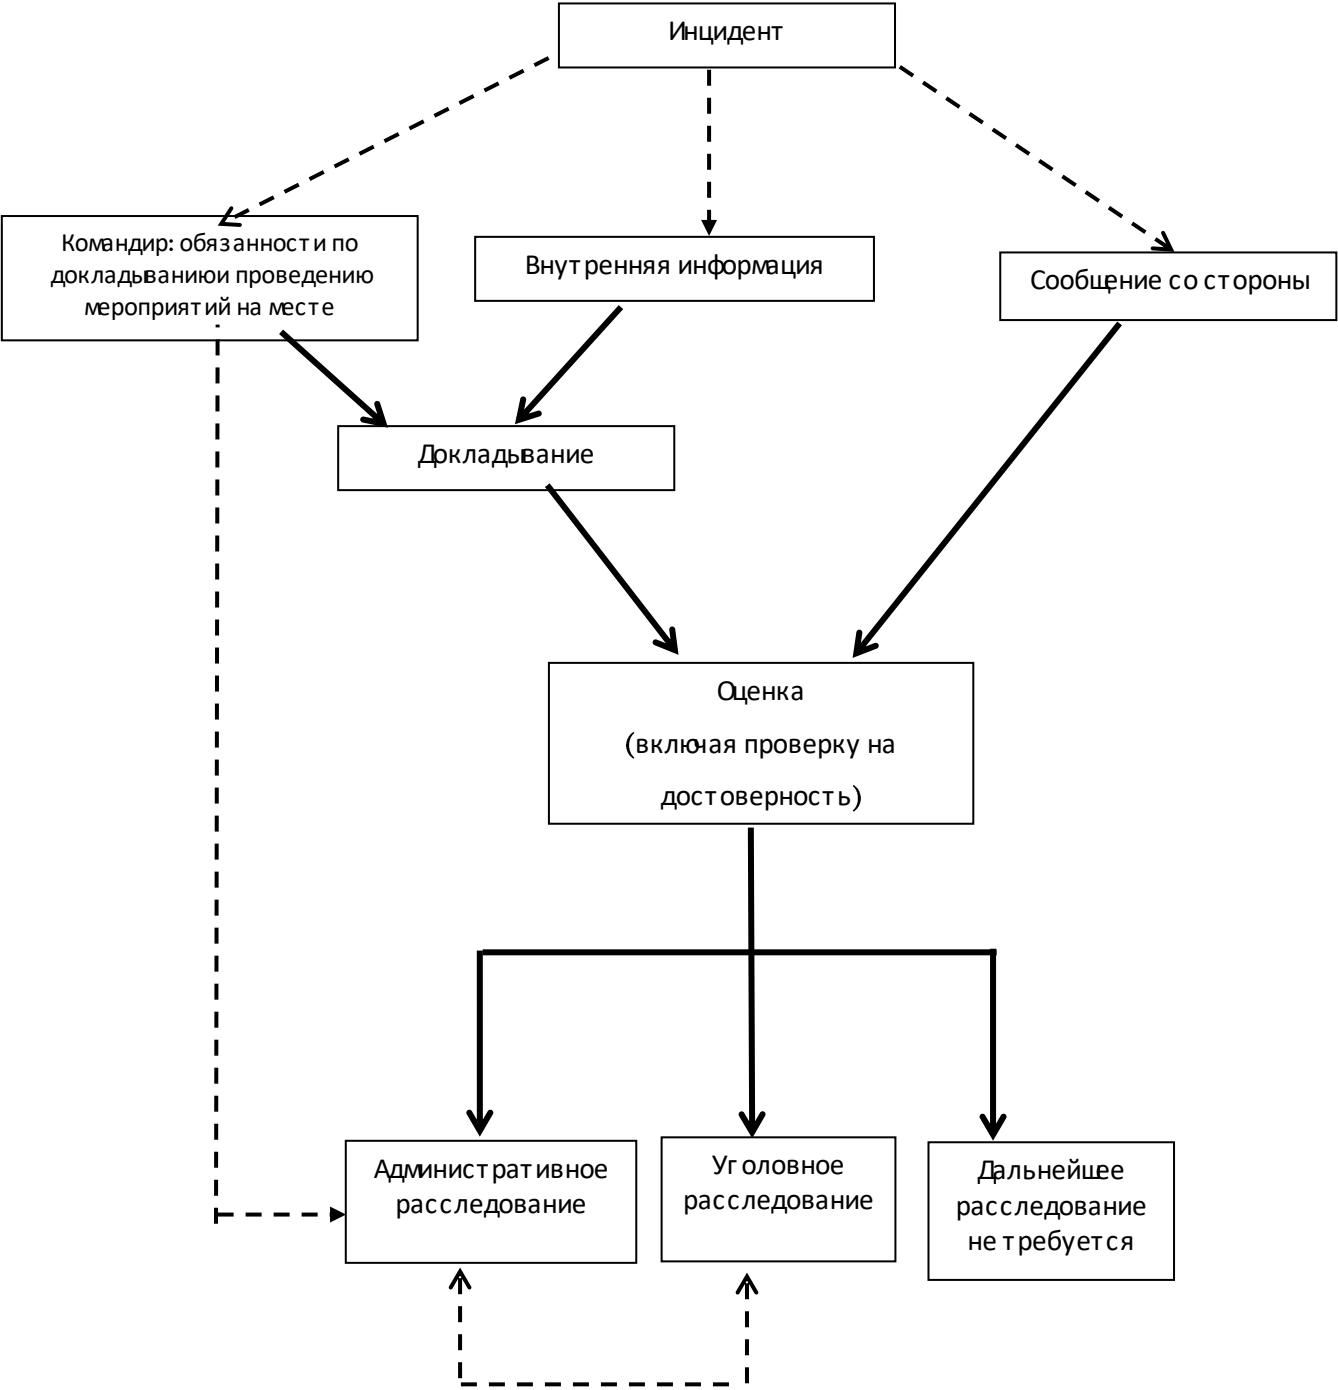 Инцидент
Командир: обязанности по
докладываниюи проведению
мероприятий на месте
Внутренняя информация
Сообщение со стороны
Докладывание
Оценка
(включая проверку на
достоверность)
Административное
расследование
Уголовное
расследование
Дальнейшее
расследование
не требуется